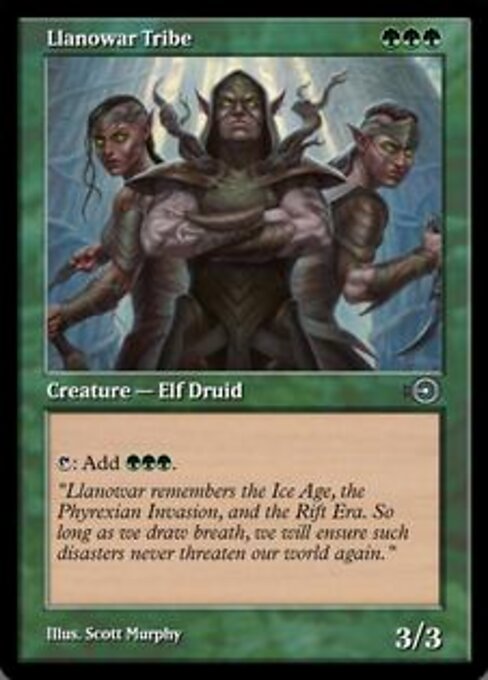 Llanowar Tribe
Creature — Elf Druid
: Add .
"Llanowar remembers the Ice Age, the
Phyrexian Invasion, and the Rift Era. So
long as we draw breath, we will ensure such
disasters never threaten our world again."
Illus. Scott Murphy
3/3